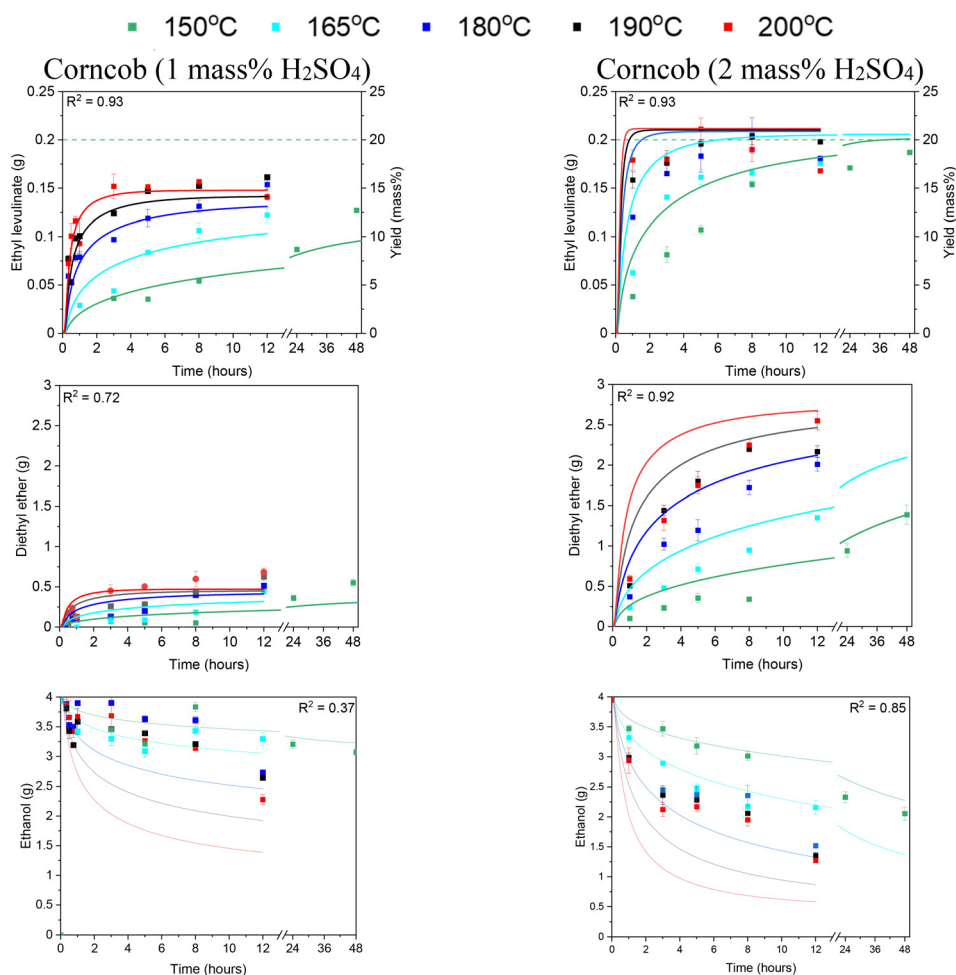 150°C 165°C 180°C 190°C 200°C
Corncob (1 mass% H₂SO₄)
R² = 0.93
Ethyl levulinate (g)
0.25
0.2
0.15
0.1
0.05
0
Yield (mass%)
25
20
15
10
5
0
0 2 4 6 8 10 12 24 36 48
Time (hours)
Corncob (2 mass% H₂SO₄)
R² = 0.93
Ethyl levulinate (g)
0.25
0.2
0.15
0.1
0.05
0
Yield (mass%)
25
20
15
10
5
0
0 2 4 6 8 10 12 24 36 48
Time (hours)
R² = 0.72
Diethyl ether (g)
3
2.5
2
1.5
1
0.5
0
0 2 4 6 8 10 12 24 36 48
Time (hours)
R² = 0.92
Diethyl ether (g)
3
2.5
2
1.5
1
0.5
0
0 2 4 6 8 10 12 24 36 48
Time (hours)
R² = 0.37
Ethanol (g)
4
3.5
3
2.5
2
1.5
1
0.5
0
0 2 4 6 8 10 12 24 36 48
Time (hours)
R² = 0.85
Ethanol (g)
4
3.5
3
2.5
2
1.5
1
0.5
0
0 2 4 6 8 10 12 24 36 48
Time (hours)